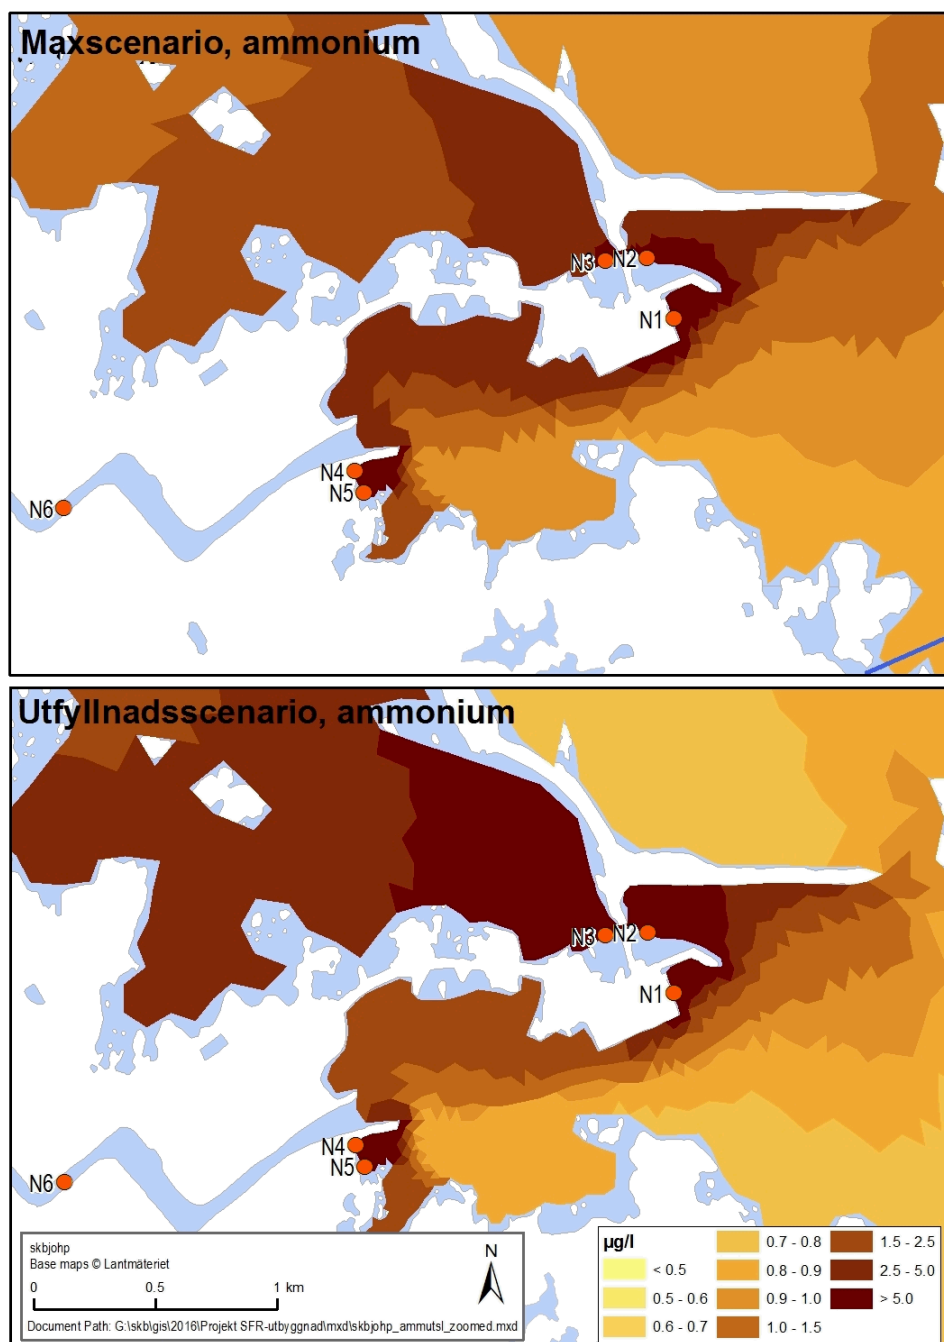 Maxscenario, ammonium
N3 N2
N1
N4
N5
N6
Utfyllnadsscenario, ammonium
N3 N2
N1
N4
N5
N6
skbjohp
Base maps © Lantmäteriet
0 0.5 1 km
N
Document Path: G:\skb\gis\2016\Projekt SFR-utbyggnad\mxd\skbjohp_ammutsl_zoomed.mxd
µg/l
< 0.5
0.5 - 0.6
0.6 - 0.7
0.7 - 0.8
0.8 - 0.9
0.9 - 1.0
1.0 - 1.5
1.5 - 2.5
2.5 - 5.0
> 5.0